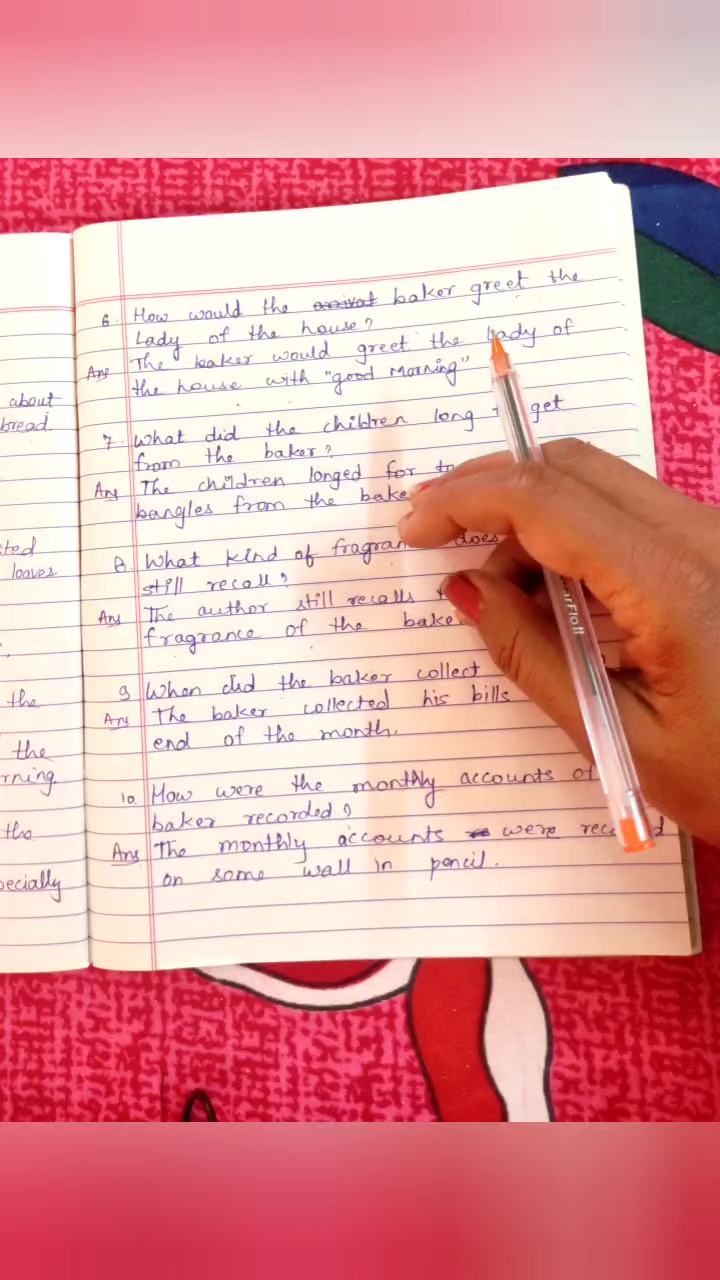 about
bread
ted
loaves
the
the
rning.
the
pecially
6. How would the arrival baker greet the
Lady of the house?
Ans The baker would greet the lady of
the house with "good Morning"
7. What did the children long get
from the baker?
Ans The children longed for
bangles from the bake
8. What kind of fragran does
still recall?
Ans The author still recalls
fragrance of the bake
9 When did the baker collect
Ans The baker collected his bills
end of the month.
10. How were the monthly accounts of
baker recorded?
Ans The monthly accounts were rec d
on some wall in pencil.